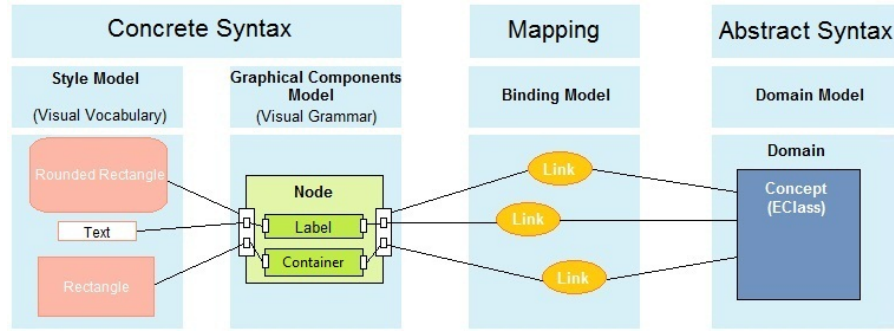 Concrete Syntax
Mapping
Abstract Syntax
Style Model
(Visual Vocabulary)
Graphical Components
Model
(Visual Grammar)
Binding Model
Domain Model
Rounded Rectangle
Text
Rectangle
Node
Label
Container
Link
Link
Link
Domain
Concept
(EClass)